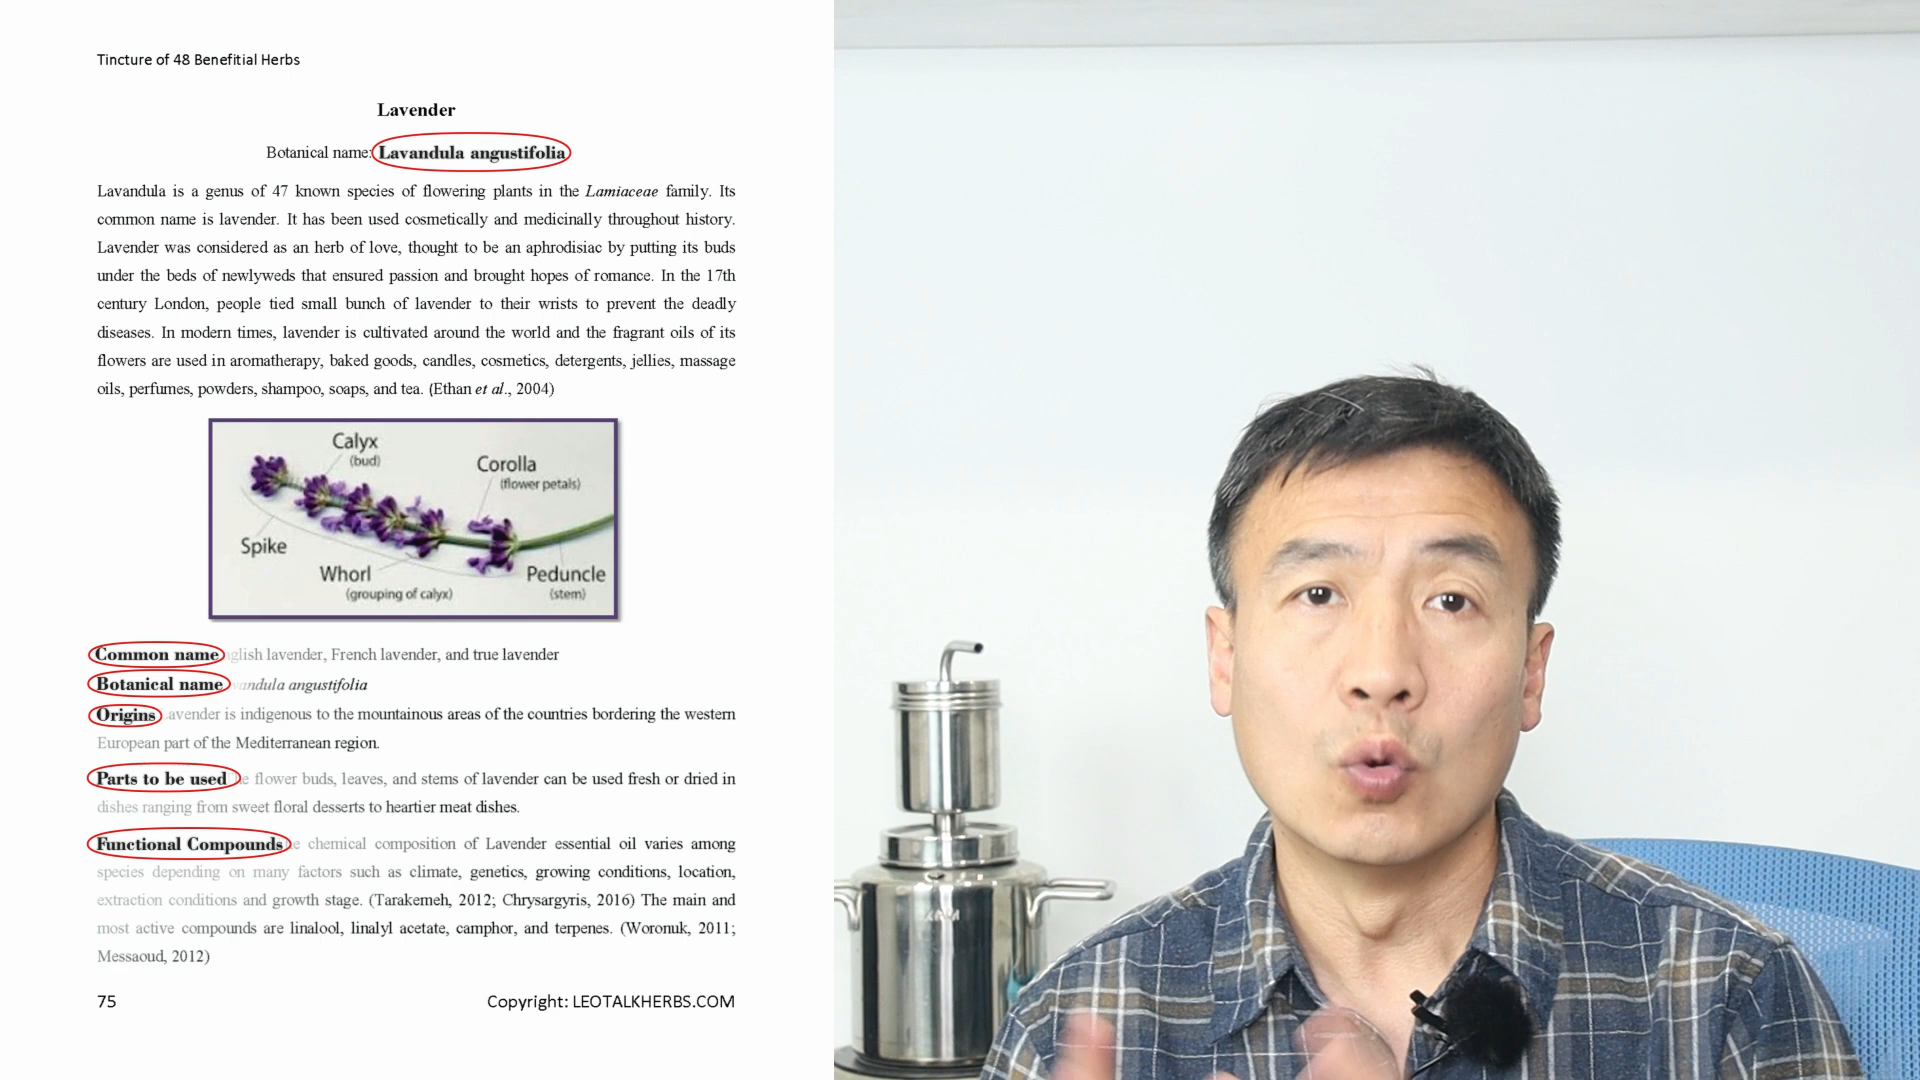 Tincture of 48 Benefitial Herbs
Lavender
Botanical name: Lavandula angustifolia
Lavandula is a genus of 47 known species of flowering plants in the Lamiaceae family. Its
common name is lavender. It has been used cosmetically and medicinally throughout history.
Lavender was considered as an herb of love, thought to be an aphrodisiac by putting its buds
under the beds of newlyweds that ensured passion and brought hopes of romance. In the 17th
century London, people tied small bunch of lavender to their wrists to prevent the deadly
diseases. In modern times, lavender is cultivated around the world and the fragrant oils of its
flowers are used in aromatherapy, baked goods, candles, cosmetics, detergents, jellies, massage
oils, perfumes, powders, shampoo, soaps, and tea. (Ethan et al., 2004)
Calyx
(bud)
Corolla
(flower petals)
Spike
Whorl
(grouping of calyx)
Peduncle
(stem)
Common name glish lavender, French lavender, and true lavender
Botanical name andula angustifolia
Origins avender is indigenous to the mountainous areas of the countries bordering the western
European part of the Mediterranean region.
Parts to be used e flower buds, leaves, and stems of lavender can be used fresh or dried in
dishes ranging from sweet floral desserts to heartier meat dishes.
Functional Compounds e chemical composition of Lavender essential oil varies among
species depending on many factors such as climate, genetics, growing conditions, location,
extraction conditions and growth stage. (Tarakemeh, 2012; Chrysargyris, 2016) The main and
most active compounds are linalool, linalyl acetate, camphor, and terpenes. (Woronuk, 2011;
Messaoud, 2012)
75
Copyright: LEOTALKHERBS.COM